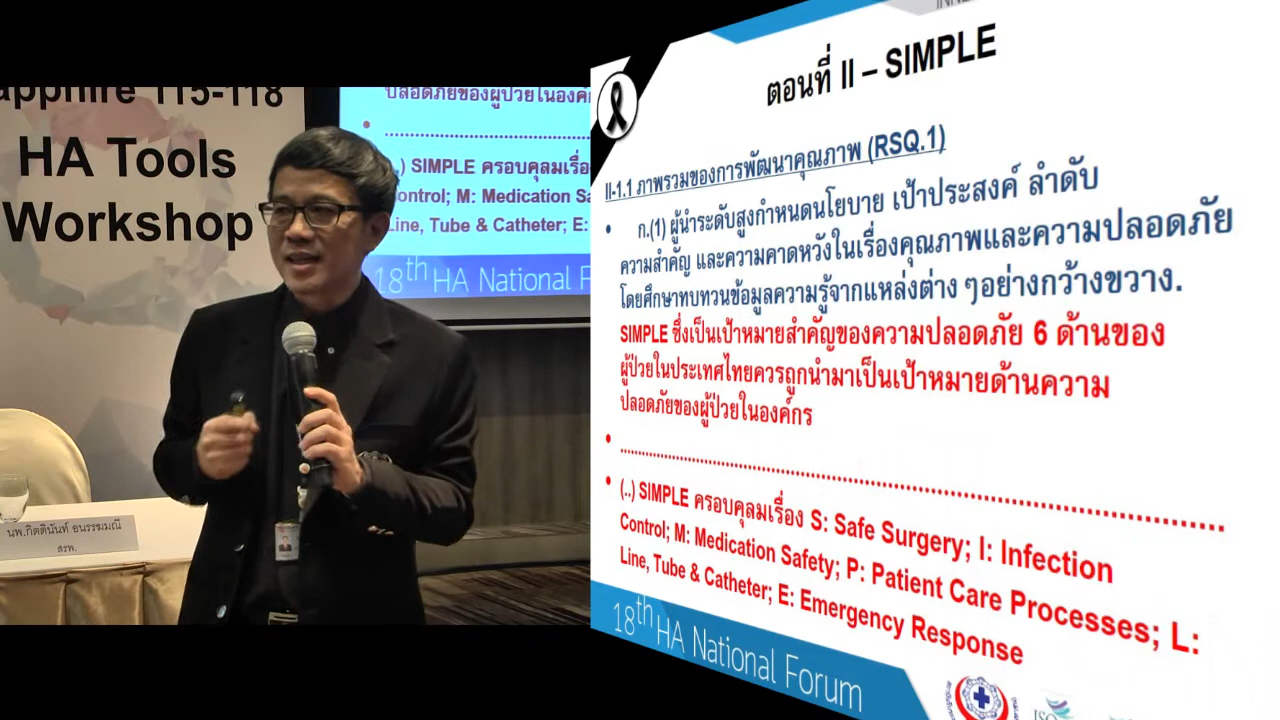 115-118
HA Tools
Workshop
ปลอดภัยของผู้ป่วยในองค์
SIMPLE ครอบคลุมเรื่อ
ontrol; M: Medication Sa
Line, Tube & Catheter; E:
18th HA National F
นพ.กิตตินันท์ อนรรฆมณี
สรพ.
ตอนที่ II – SIMPLE
II-1.1 ภาพรวมของการพัฒนาคุณภาพ (RSQ.1)
• ก.(1) ผู้นำระดับสูงกำหนดนโยบาย เป้าประสงค์ ลำดับ
ความสำคัญ และความคาดหวังในเรื่องคุณภาพและความปลอดภัย
โดยศึกษาทบทวนข้อมูลความรู้จากแหล่งต่าง ๆอย่างกว้างขวาง.
SIMPLE ซึ่งเป็นเป้าหมายสำคัญของความปลอดภัย 6 ด้านของ
ผู้ป่วยในประเทศไทยควรถูกนำมาเป็นเป้าหมายด้านความ
ปลอดภัยของผู้ป่วยในองค์กร
• ........................................................................
• (..) SIMPLE ครอบคุลมเรื่อง S: Safe Surgery; I: Infection
Control; M: Medication Safety; P: Patient Care Processes; L:
Line, Tube & Catheter; E: Emergency Response
18th HA National Forum